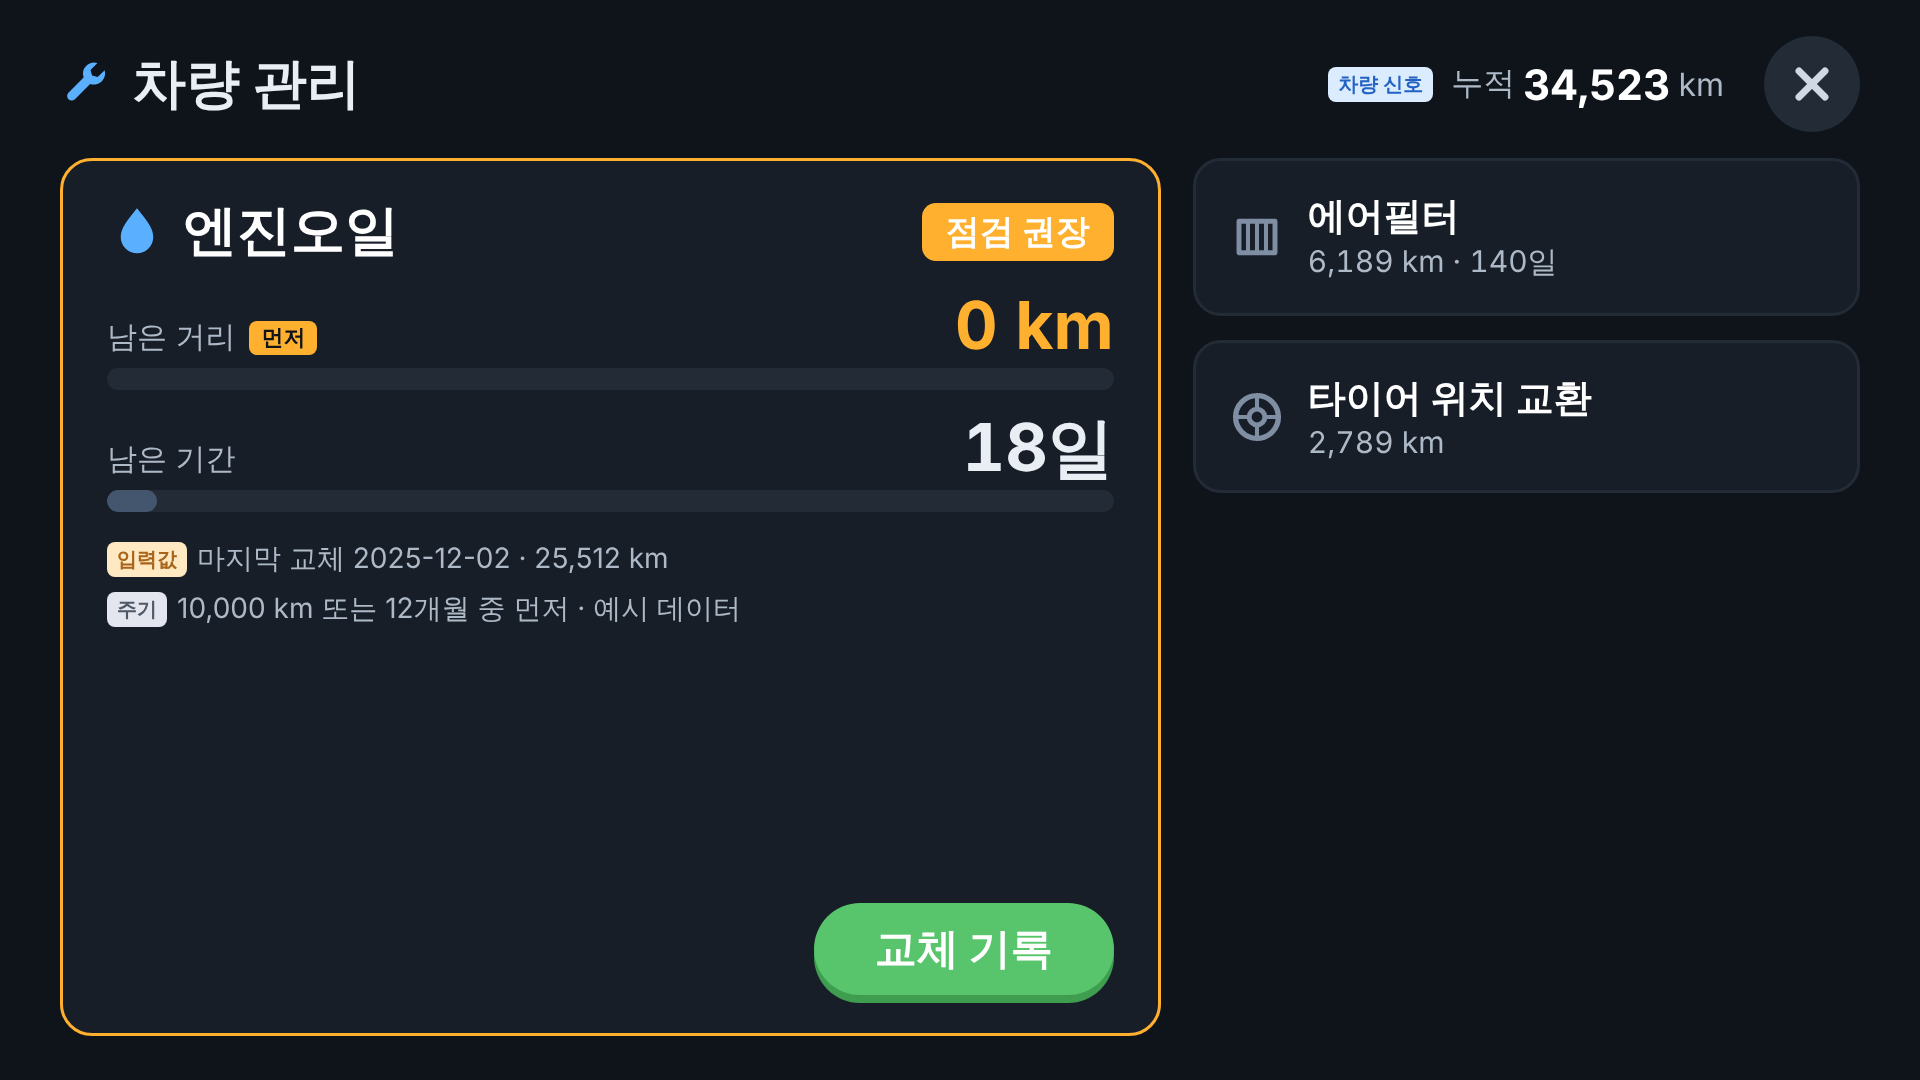 차량 관리
차량 신호 누적 34,523 km
엔진오일
점검 권장
남은 거리 먼저
0 km
남은 기간
18일
입력값 마지막 교체 2025-12-02 · 25,512 km
주기 10,000 km 또는 12개월 중 먼저 · 예시 데이터
교체 기록
에어필터
6,189 km · 140일
타이어 위치 교환
2,789 km